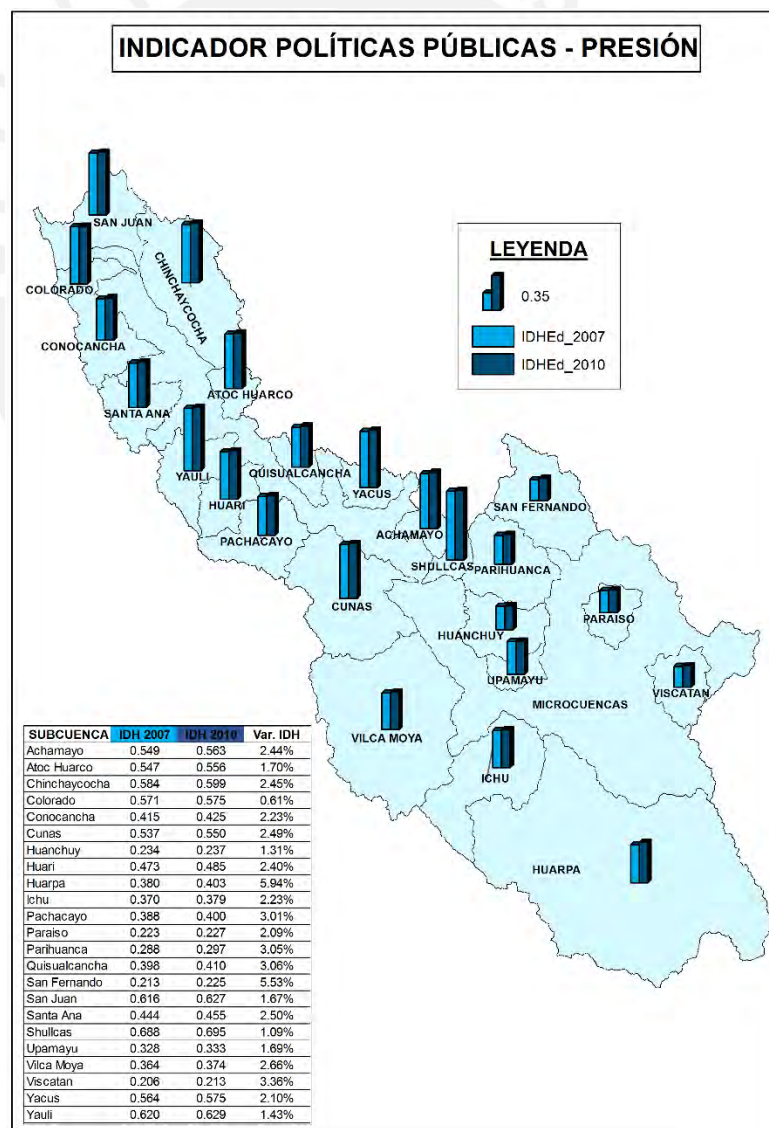 INDICADOR POLÍTICAS PÚBLICAS - PRESIÓN
SAN JUAN
CHINCHAYCOCHA
COLORADO
CONOCANCHA
ATOC HUARCO
SANTA ANA
LEYENDA
0.35
IDHEd_2007
IDHEd_2010
YAULI
QUISUALCANCHA
YACUS
HUARI
SAN FERNANDO
PACHACAYO
ACHAMAYO
SHULLCAS
PARIHUANCA
CUNAS
PARAISO
HUANCHUY
UPAMAYU
VISCATAN
MICROCUENCAS
VILCA MOYA
ICHU
HUARPA
SUBCUENCA IDH 2007 IDH 2010 Var. IDH
Achamayo 0.549 0.563 2.44%
Atoc Huarco 0.547 0.556 1.70%
Chinchaycocha 0.584 0.599 2.45%
Colorado 0.571 0.575 0.61%
Conocancha 0.415 0.425 2.23%
Cunas 0.537 0.550 2.49%
Huanchuy 0.234 0.237 1.31%
Huari 0.473 0.485 2.40%
Huarpa 0.380 0.403 5.94%
Ichu 0.370 0.379 2.23%
Pachacayo 0.388 0.400 3.01%
Paraiso 0.223 0.227 2.09%
Parihuanca 0.288 0.297 3.05%
Quisualcancha 0.398 0.410 3.06%
San Fernando 0.213 0.225 5.53%
San Juan 0.616 0.627 1.67%
Santa Ana 0.444 0.455 2.50%
Shullcas 0.688 0.695 1.09%
Upamayu 0.328 0.333 1.69%
Vilca Moya 0.364 0.374 2.66%
Viscatan 0.206 0.213 3.36%
Yacus 0.564 0.575 2.10%
Yauli 0.620 0.629 1.43%